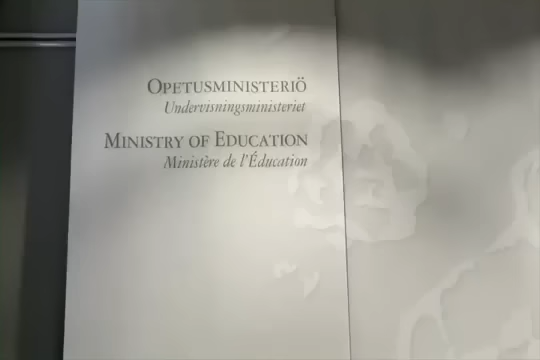 OPETUSMINISTERIÖ
Undervisningsministeriet
MINISTRY OF EDUCATION
Ministère de l'Éducation